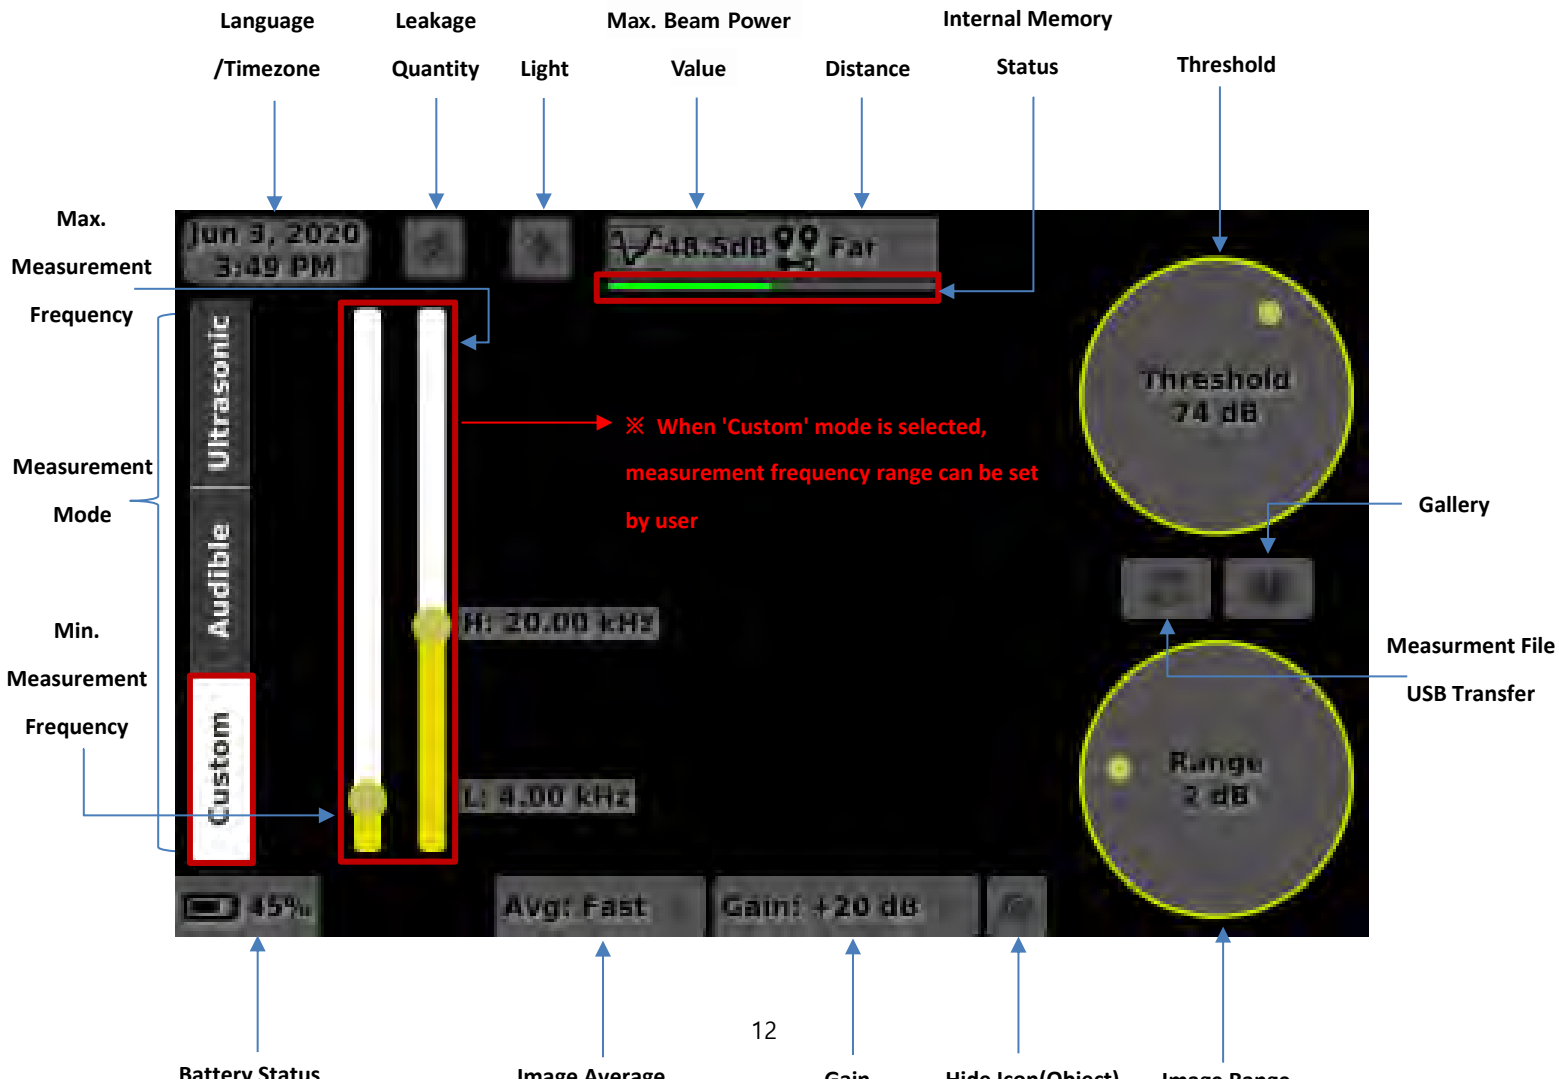 Language
/Timezone
Leakage
Quantity
Light
Max. Beam Power
Value
Distance
Internal Memory
Status
Threshold
Max.
Measurement
Frequency
Measurement
Mode
Min.
Measurement
Frequency
Jun 3, 2020
3:49 PM
48.5dB
Far
Ultrasonic
Audible
Custom
※ When 'Custom' mode is selected,
measurement frequency range can be set
by user
H: 20.00 kHz
L: 4.00 kHz
Threshold
74 dB
Gallery
Measurment File
USB Transfer
Range
2 dB
45%
Avg: Fast
Gain: +20 dB
12
Battery Status
Image Average
Gain
Hide Icon(Object)
Image Range